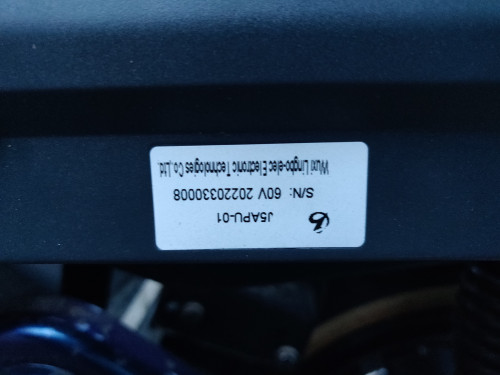 J5APU-01
S/N: 60V 20220330008
Wuxi Lingbo-elec Electronic Technologies Co.,Ltd.